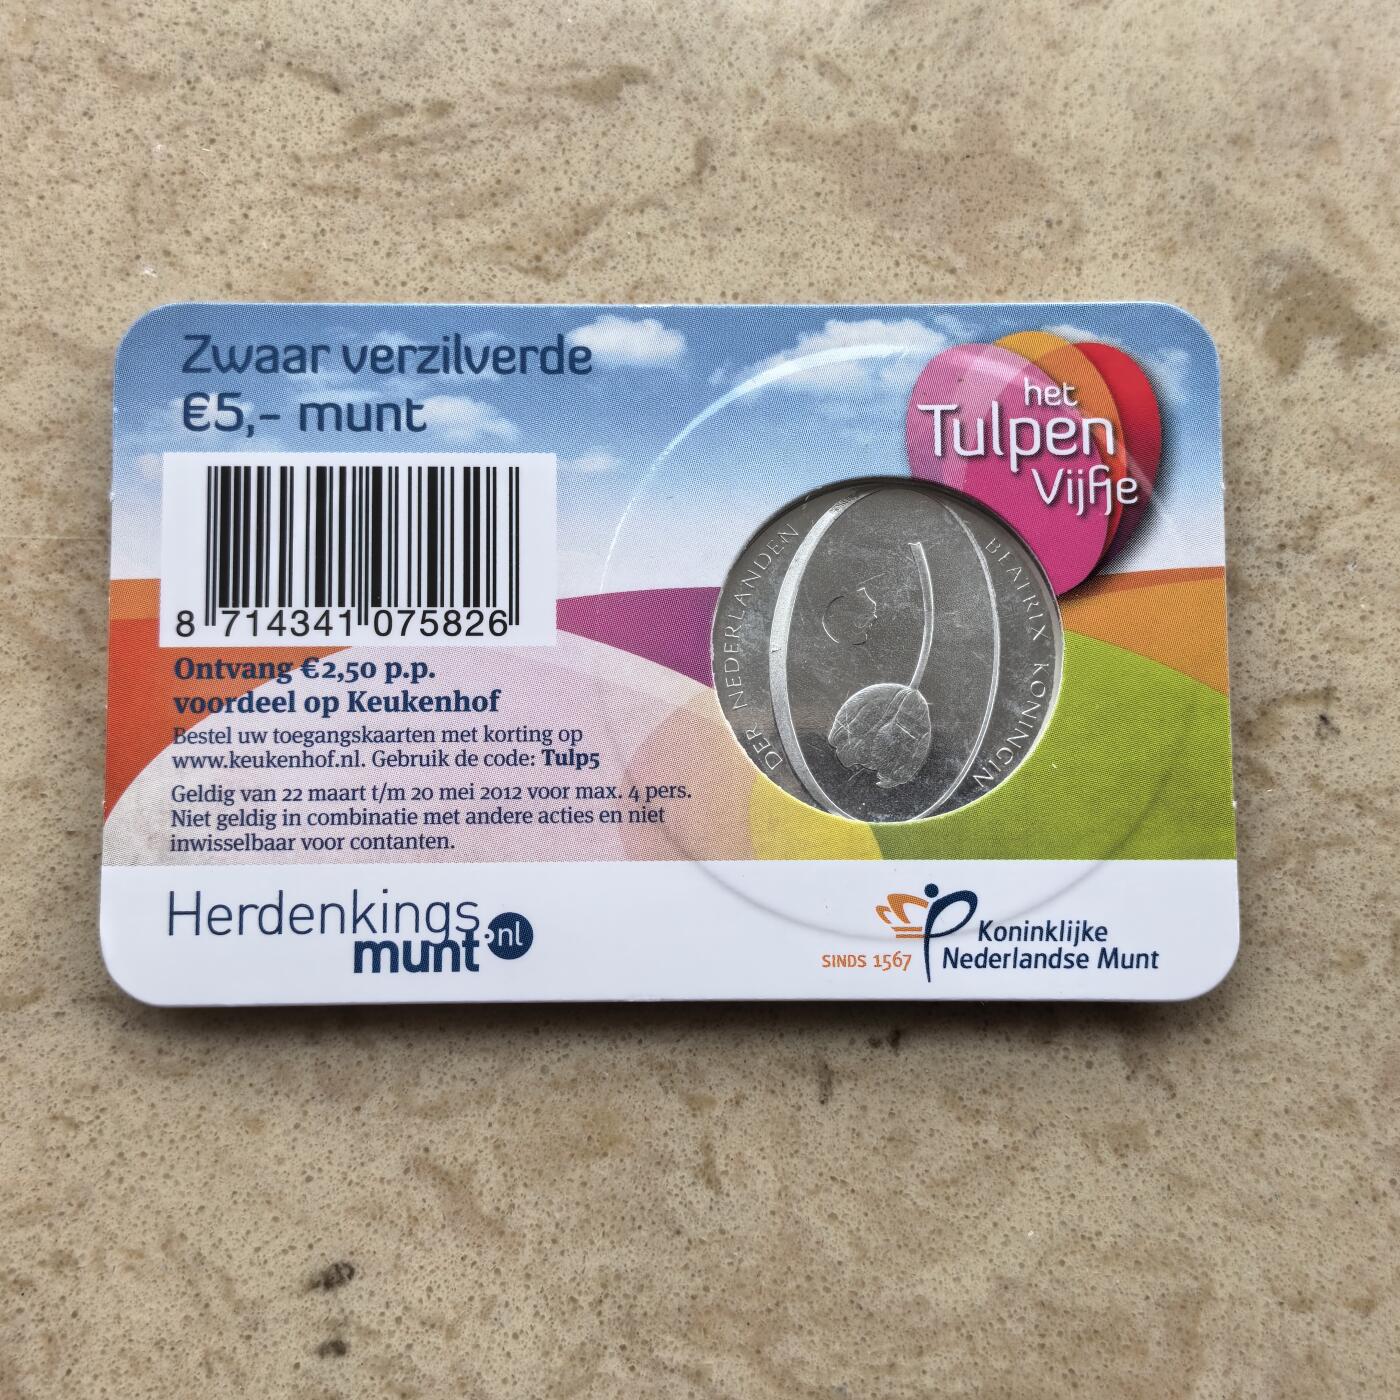 Zwaar verzilverde
€5,- munt
8 714341 075826
Ontvang €2,50 p.p.
voordeel op Keukenhof
Bestel uw toegangskaarten met korting op
www.keukenhof.nl. Gebruik de code: Tulp5
Geldig van 22 maart t/m 20 mei 2012 voor max. 4 pers.
Niet geldig in combinatie met andere acties en niet
inwisselbaar voor contanten.
het
Tulpen
Vijfje
BEATRIX KONINGIN
DER NEDERLANDEN
Herdenkings
munt.nl
SINDS 1567
Koninklijke
Nederlandse Munt